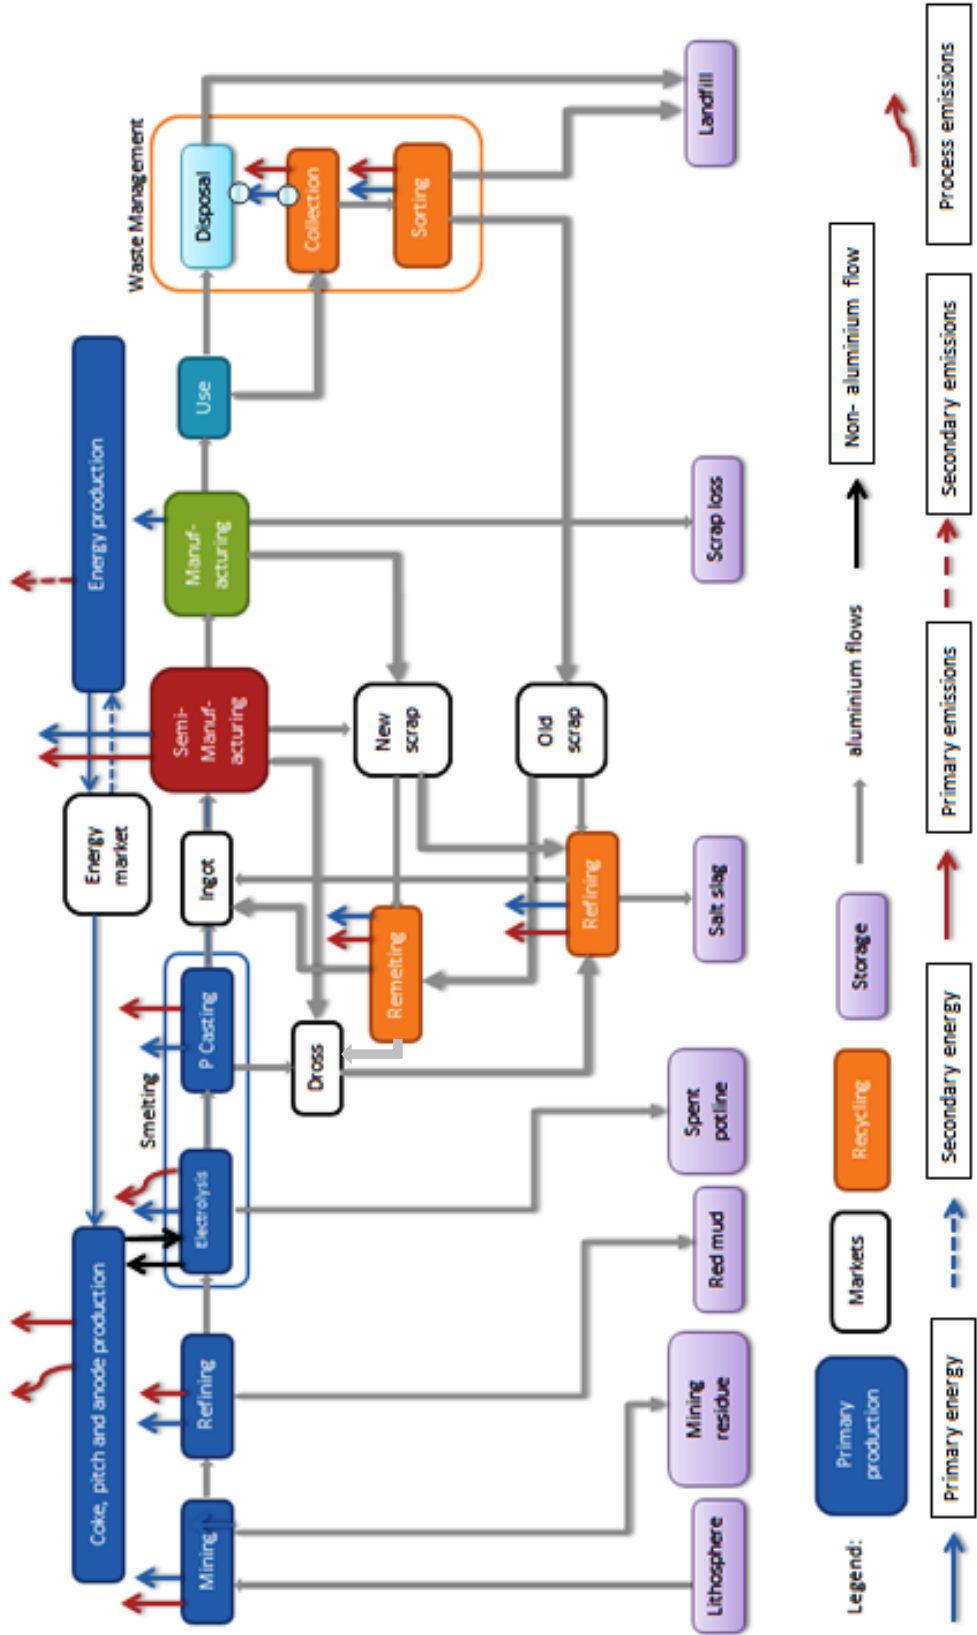 Coke, pitch and anode production
Energy
market
Energy production
Smelting
Waste Management
Mining
Refining
Electrolysis
P Casting
Ingot
Semi-
Manuf-
acturing
Manuf-
acturing
Use
Disposal
Collection
Sorting
Dross
Remelting
New
scrap
Refining
Old
scrap
Lithosphere
Mining
residue
Red mud
Spent
potline
Salt slag
Scrap loss
Landfill
Legend:
Primary
production
Markets
Recycling
Storage
aluminium flows
Non- aluminium flow
Primary energy
Secondary energy
Primary emissions
Secondary emissions
Process emissions